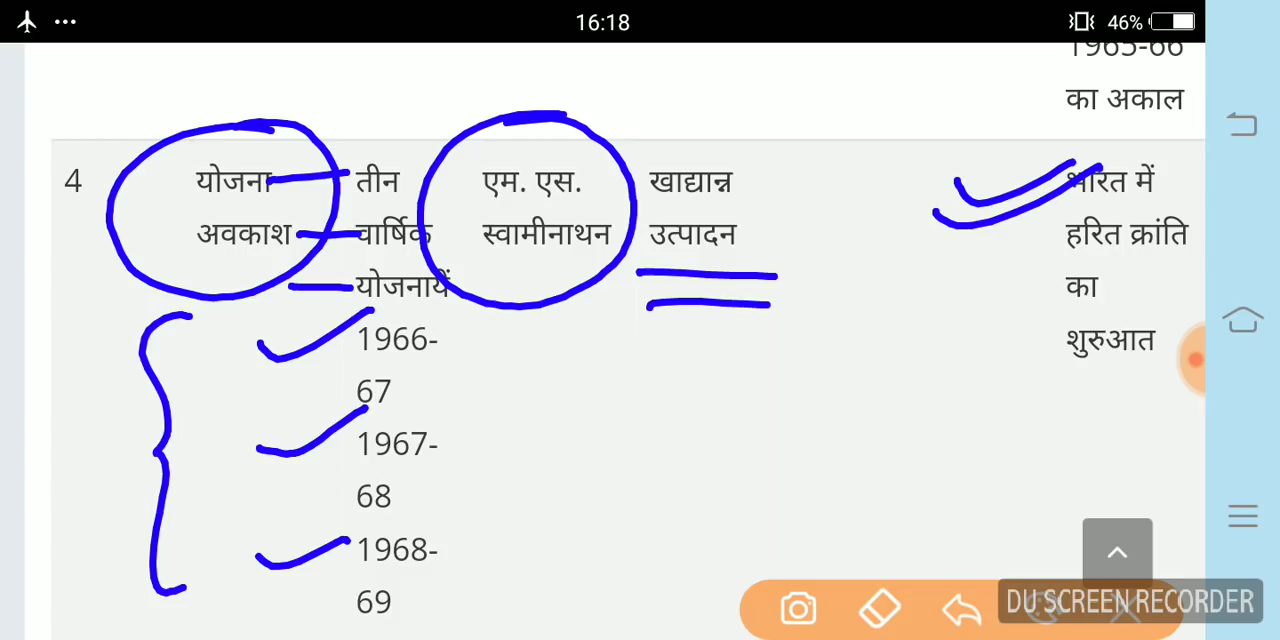 16:18
46%
1965-66
का अकाल
4 योजना तीन एम. एस. खाद्यान्न भारत में
अवकाश वार्षिक स्वामीनाथन उत्पादन हरित क्रांति
योजनायें का
1966- शुरुआत
67
1967-
68
1968-
69
DU SCREEN RECORDER